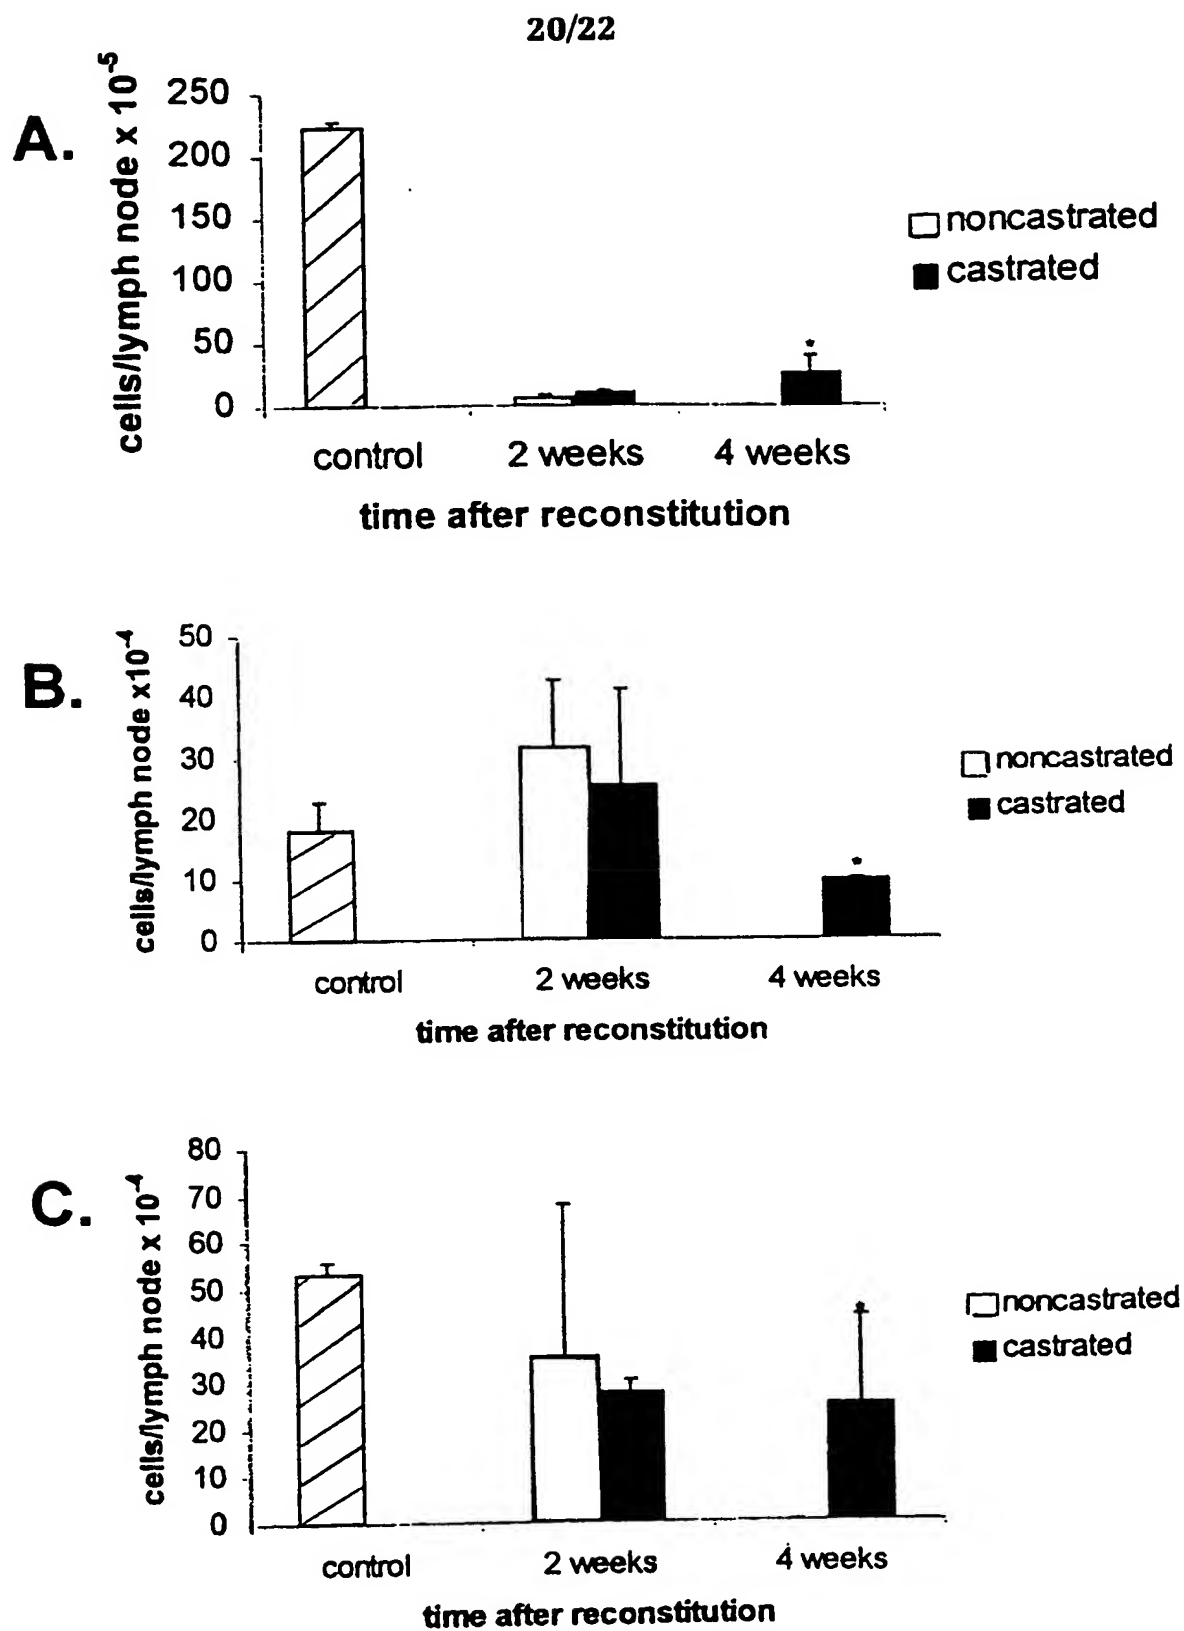 20/22
A.
cells/lymph node x 10-5
250
200
150
100
50
0
*
control 2 weeks 4 weeks
time after reconstitution
noncastrated
castrated
B.
cells/lymph node x10-4
50
40
30
20
10
0
*
control 2 weeks 4 weeks
time after reconstitution
noncastrated
castrated
C.
cells/lymph node x 10-4
80
70
60
50
40
30
20
10
0
*
control 2 weeks 4 weeks
time after reconstitution
noncastrated
castrated